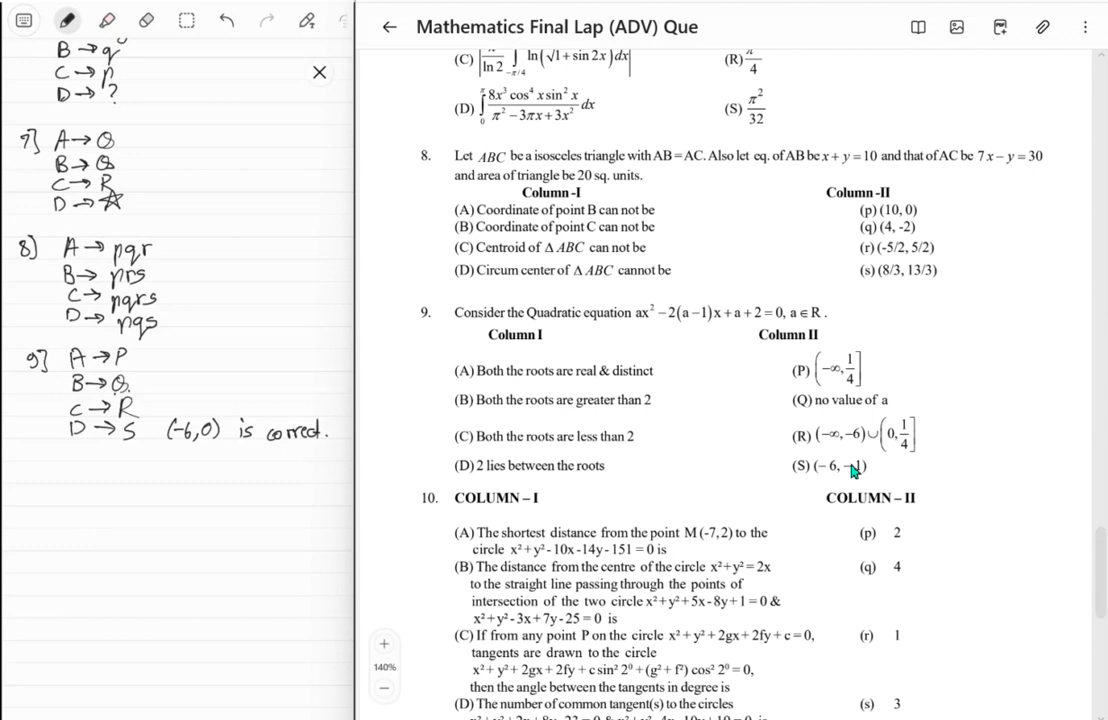 B → q
C → p
D → ?
7] A → Q
B → Q
C → R
D → ☆
8] A → pqr
B → prs
C → pqrs
D → pqs
9] A → P
B → Q.
C → R
D → S (-6,0) is correct.
Mathematics Final Lap (ADV) Que
(C) | ln 2 ∫ -π/4 ln(√1 + sin 2x)dx |
(R) π/4
(D) ∫₀^π 8x³ cos⁴ x sin² x / π² − 3πx + 3x² dx
(S) π²/32
8. Let ABC be a isosceles triangle with AB = AC. Also let eq. of AB be x + y = 10 and that of AC be 7x − y = 30
and area of triangle be 20 sq. units.
Column-I Column -II
(A) Coordinate of point B can not be (p) (10, 0)
(B) Coordinate of point C can not be (q) (4, -2)
(C) Centroid of Δ ABC can not be (r) (-5/2, 5/2)
(D) Circum center of Δ ABC cannot be (s) (8/3, 13/3)
9. Consider the Quadratic equation ax² − 2(a − 1)x + a + 2 = 0, a ∈ R .
Column I Column II
(A) Both the roots are real & distinct (P) (−∞, 1/4]
(B) Both the roots are greater than 2 (Q) no value of a
(C) Both the roots are less than 2 (R) (−∞, −6) ∪ (0, 1/4]
(D) 2 lies between the roots (S) (− 6, −1)
10. COLUMN – I COLUMN – II
(A) The shortest distance from the point M (-7, 2) to the (p) 2
circle x² + y² - 10x -14y - 151 = 0 is
(B) The distance from the centre of the circle x² + y² = 2x (q) 4
to the straight line passing through the points of
intersection of the two circle x² + y² + 5x - 8y + 1 = 0 &
x² + y² - 3x + 7y - 25 = 0 is
(C) If from any point P on the circle x² + y² + 2gx + 2fy + c = 0, (r) 1
tangents are drawn to the circle
x² + y² + 2gx + 2fy + c sin² 2⁰ + (g² + f²) cos² 2⁰ = 0,
then the angle between the tangents in degree is
(D) The number of common tangent(s) to the circles (s) 3
140%